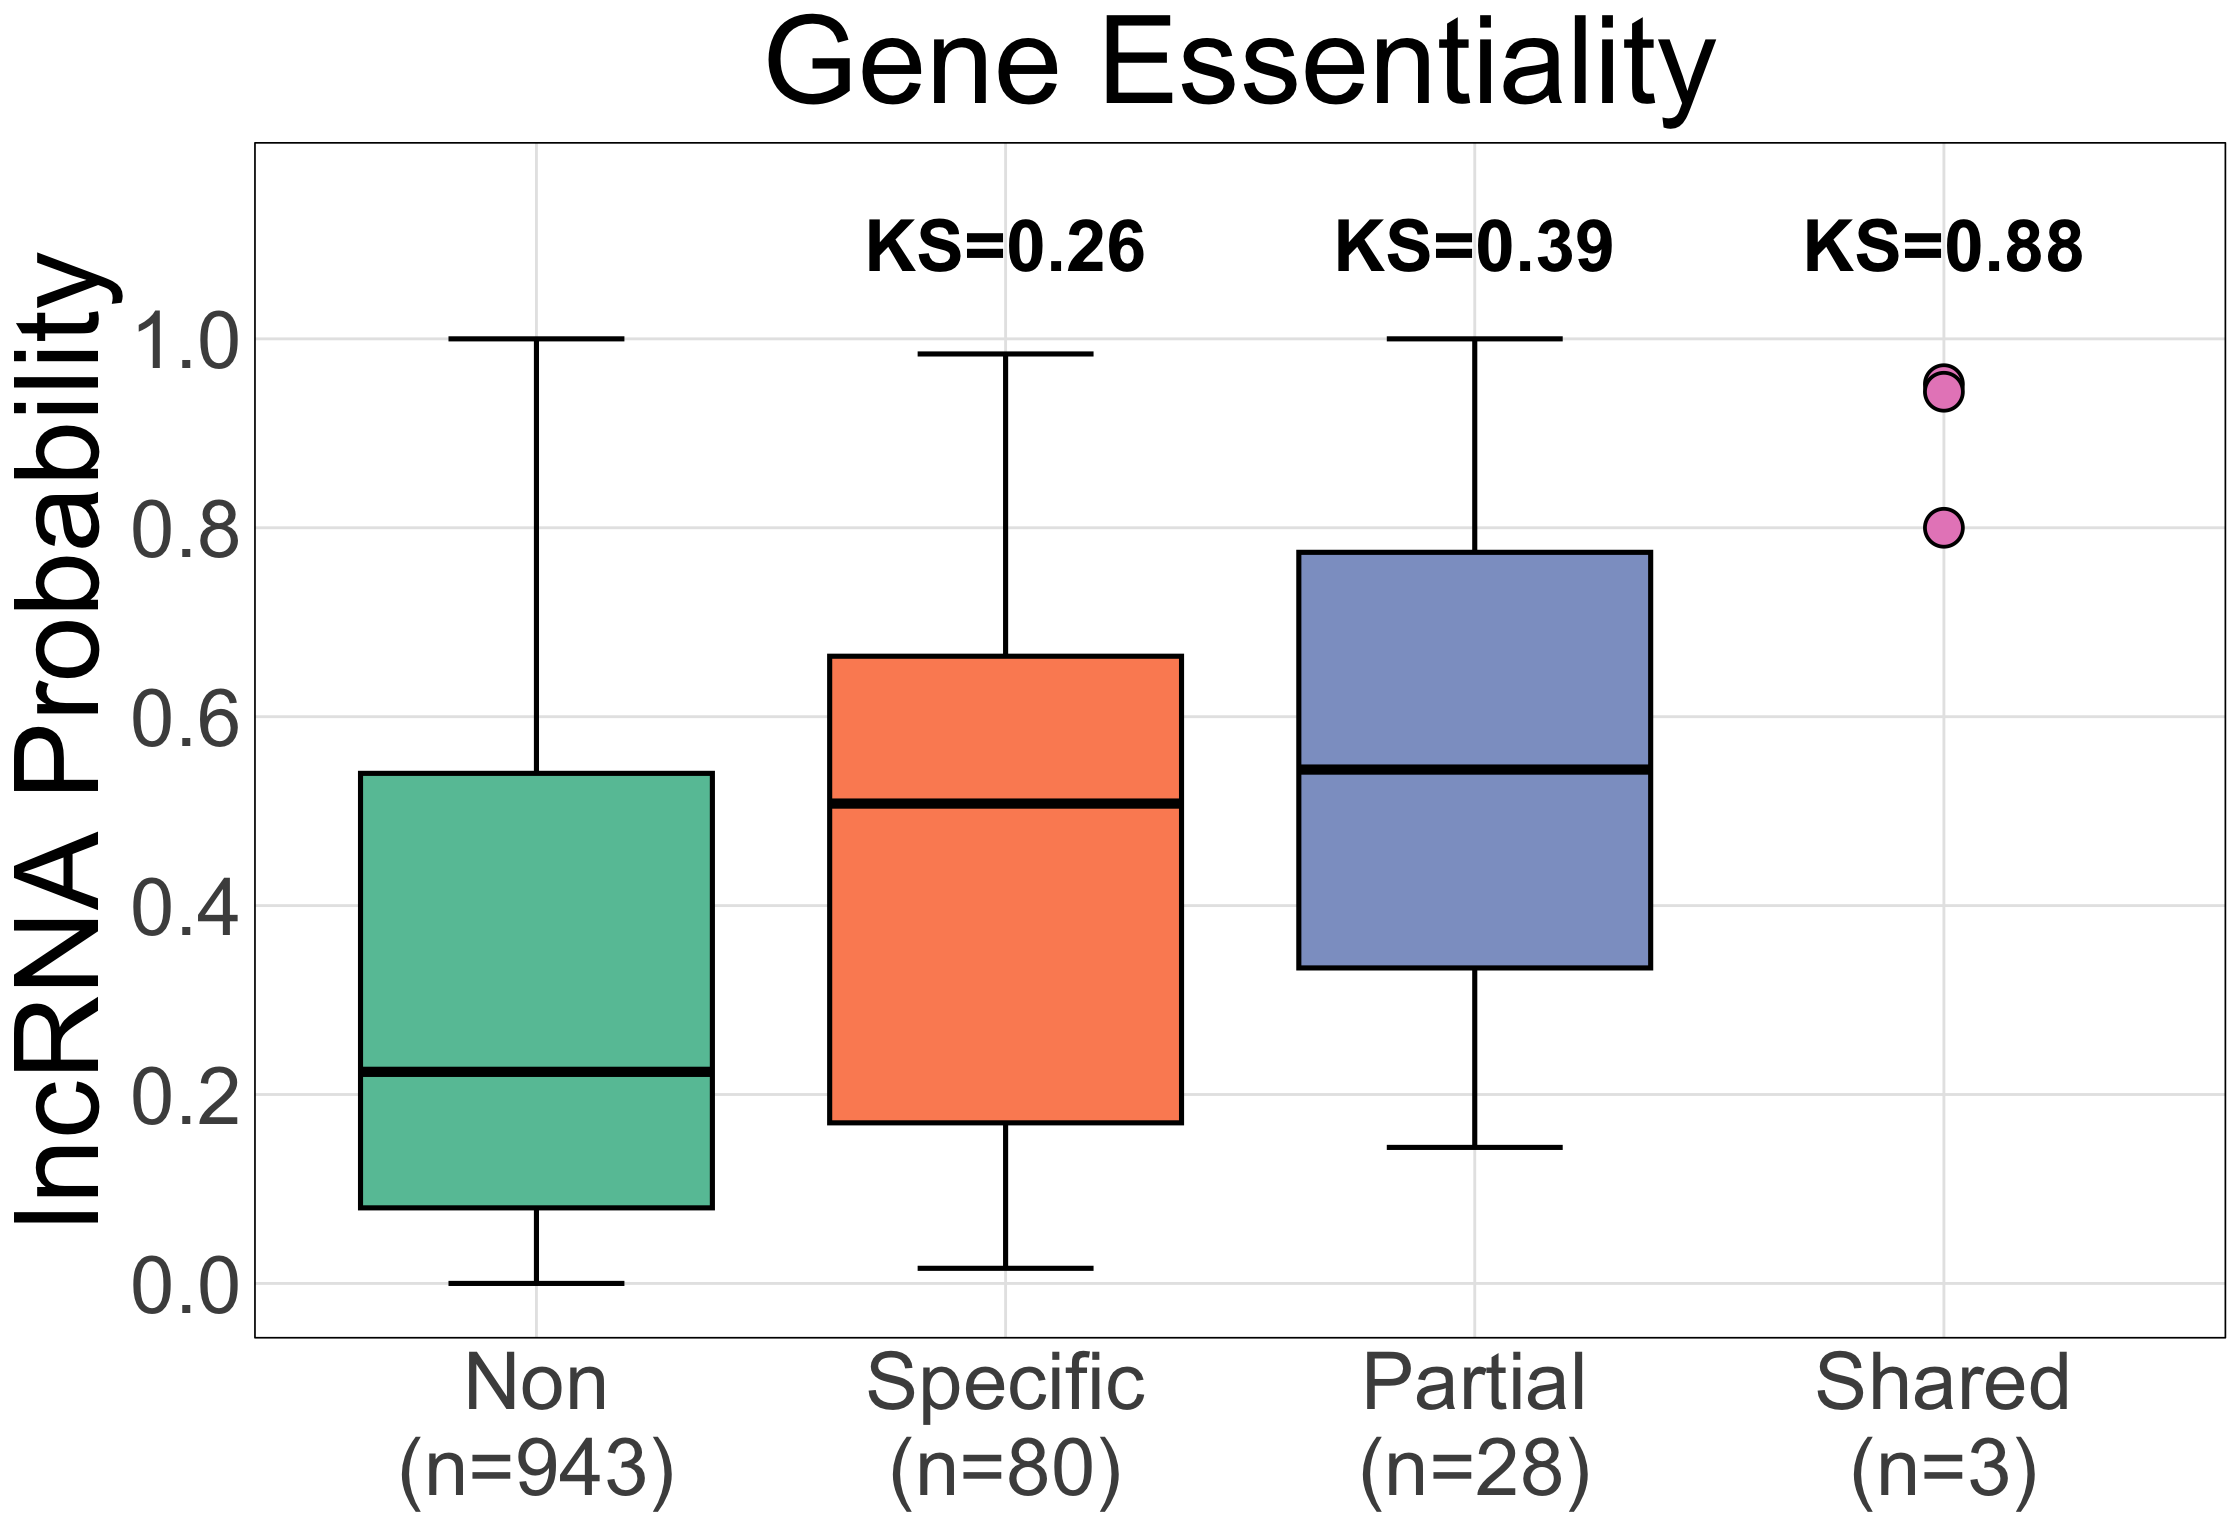 Gene Essentiality
KS=0.26 KS=0.39 KS=0.88
lncRNA Probability
1.0
0.8
0.6
0.4
0.2
0.0
Non Specific Partial Shared
(n=943) (n=80) (n=28) (n=3)